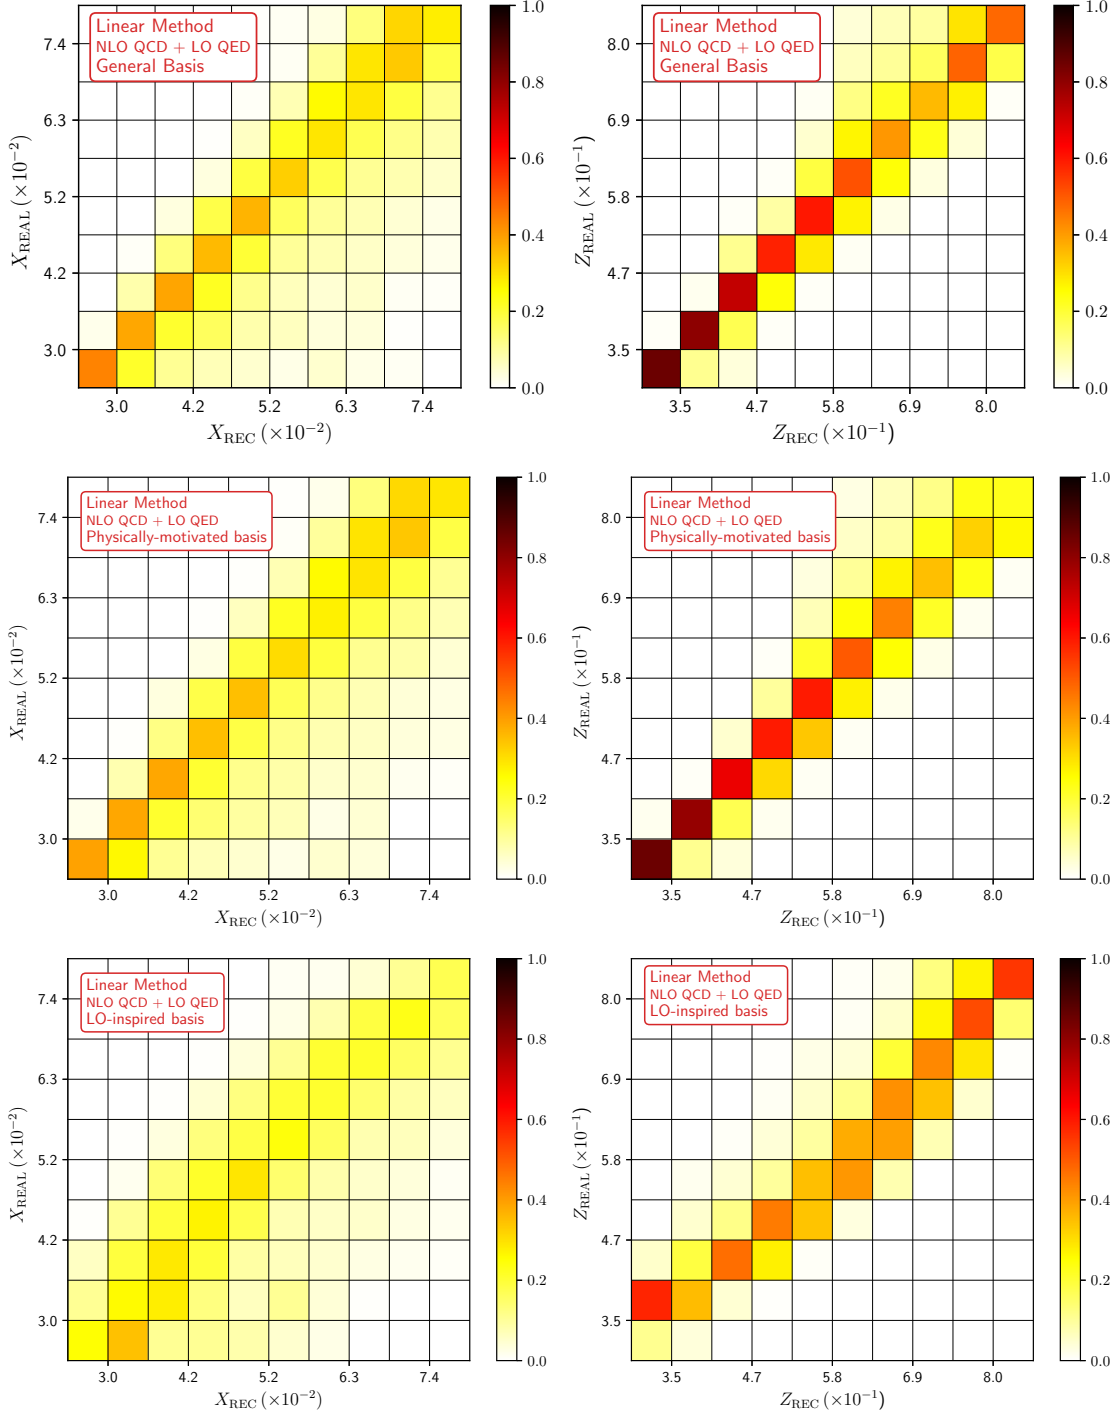 Linear Method
NLO QCD + LO QED
General Basis
7.4
6.3
5.2
4.2
3.0
X_REAL (×10⁻²)
3.0 4.2 5.2 6.3 7.4
X_REC (×10⁻²)
1.0
0.8
0.6
0.4
0.2
0.0
Linear Method
NLO QCD + LO QED
General Basis
8.0
6.9
5.8
4.7
3.5
Z_REAL (×10⁻¹)
3.5 4.7 5.8 6.9 8.0
Z_REC (×10⁻¹)
1.0
0.8
0.6
0.4
0.2
0.0
Linear Method
NLO QCD + LO QED
Physically-motivated basis
7.4
6.3
5.2
4.2
3.0
X_REAL (×10⁻²)
3.0 4.2 5.2 6.3 7.4
X_REC (×10⁻²)
1.0
0.8
0.6
0.4
0.2
0.0
Linear Method
NLO QCD + LO QED
Physically-motivated basis
8.0
6.9
5.8
4.7
3.5
Z_REAL (×10⁻¹)
3.5 4.7 5.8 6.9 8.0
Z_REC (×10⁻¹)
1.0
0.8
0.6
0.4
0.2
0.0
Linear Method
NLO QCD + LO QED
LO-inspired basis
7.4
6.3
5.2
4.2
3.0
X_REAL (×10⁻²)
3.0 4.2 5.2 6.3 7.4
X_REC (×10⁻²)
1.0
0.8
0.6
0.4
0.2
0.0
Linear Method
NLO QCD + LO QED
LO-inspired basis
8.0
6.9
5.8
4.7
3.5
Z_REAL (×10⁻¹)
3.5 4.7 5.8 6.9 8.0
Z_REC (×10⁻¹)
1.0
0.8
0.6
0.4
0.2
0.0